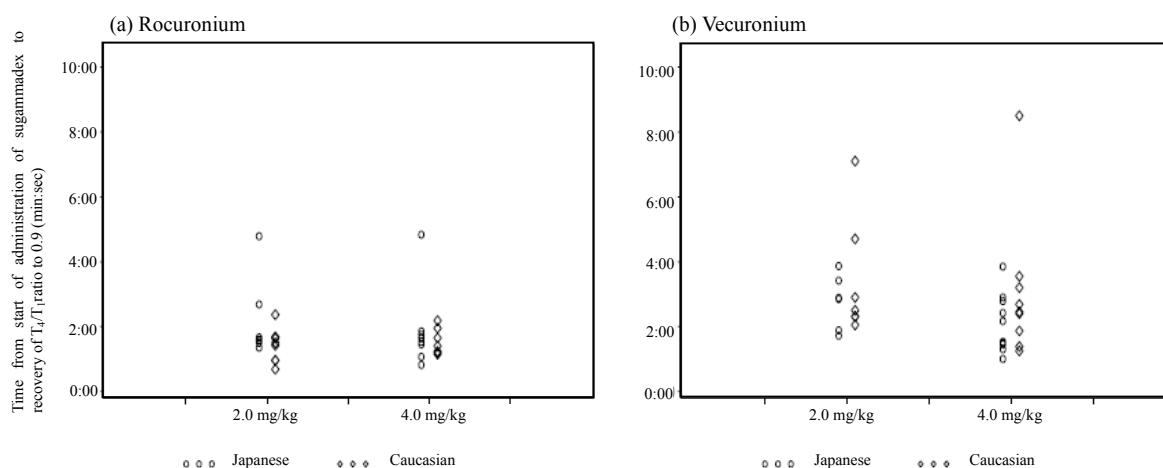 (a) Rocuronium
(b) Vecuronium
Time from start of administration of sugammadex to
recovery of T4/T1 ratio to 0.9 (min:sec)
10:00
8:00
6:00
4:00
2:00
0:00
2.0 mg/kg
4.0 mg/kg
Japanese
Caucasian
10:00
8:00
6:00
4:00
2:00
0:00
2.0 mg/kg
4.0 mg/kg
Japanese
Caucasian